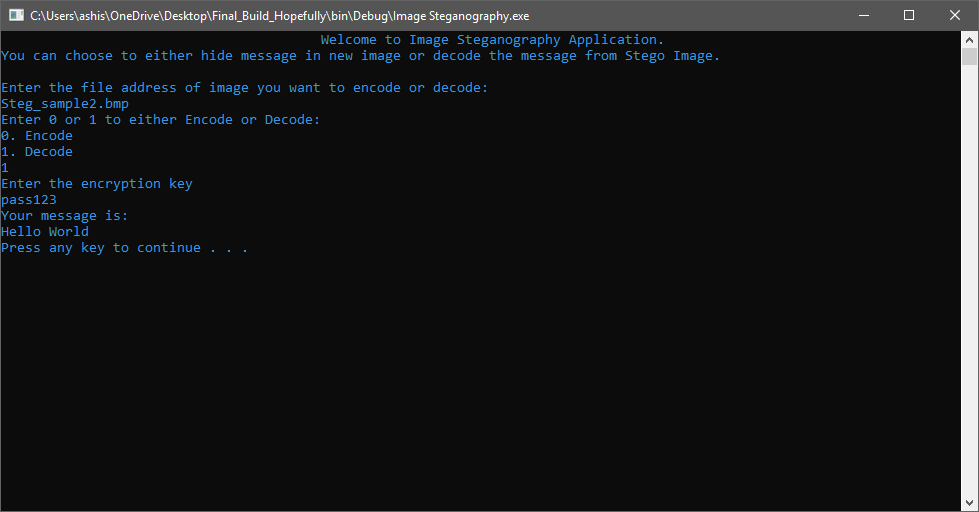 C:\Users\ashis\OneDrive\Desktop\Final_Build_Hopefully\bin\Debug\Image Steganography.exe
Welcome to Image Steganography Application.
You can choose to either hide message in new image or decode the message from Stego Image.
Enter the file address of image you want to encode or decode:
Steg_sample2.bmp
Enter 0 or 1 to either Encode or Decode:
0. Encode
1. Decode
1
Enter the encryption key
pass123
Your message is:
Hello World
Press any key to continue . . .